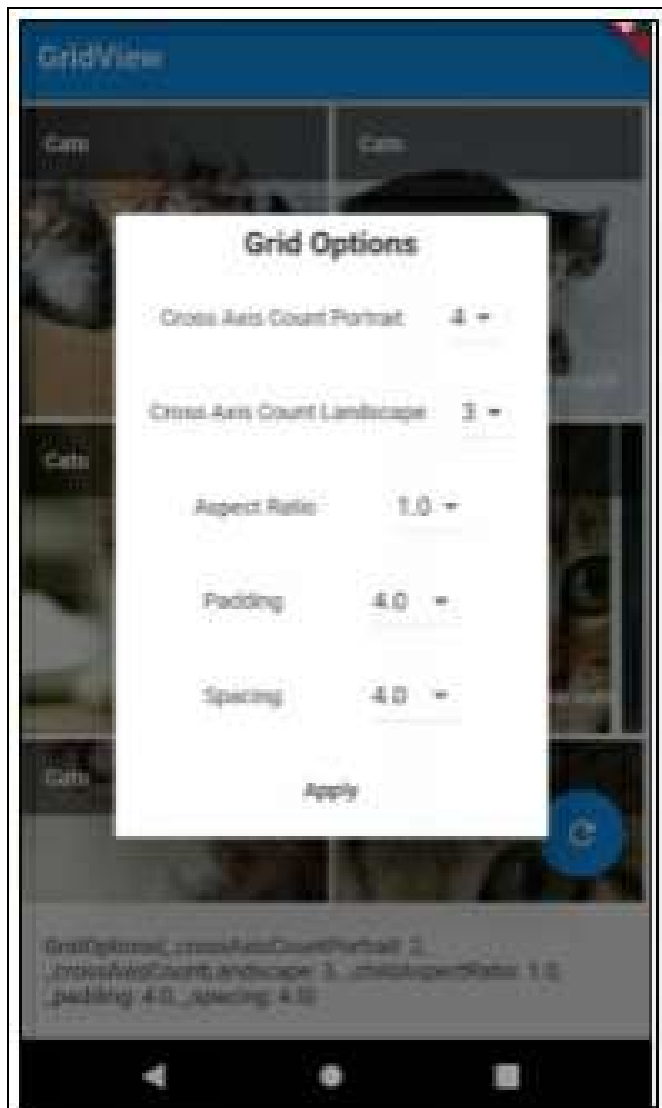 GridView
Cats Cats
Grid Options
Cross Axis Count Portrait 4
Cross Axis Count Landscape 3
Cats
Aspect Ratio 1.0
Padding 4.0
Spacing 4.0
Cats
Apply
GridOptions{_crossAxisCountPortrait: 2,
_crossAxisCountLandscape: 3, _childAspectRatio: 1.0,
_padding: 4.0, _spacing: 4.0}